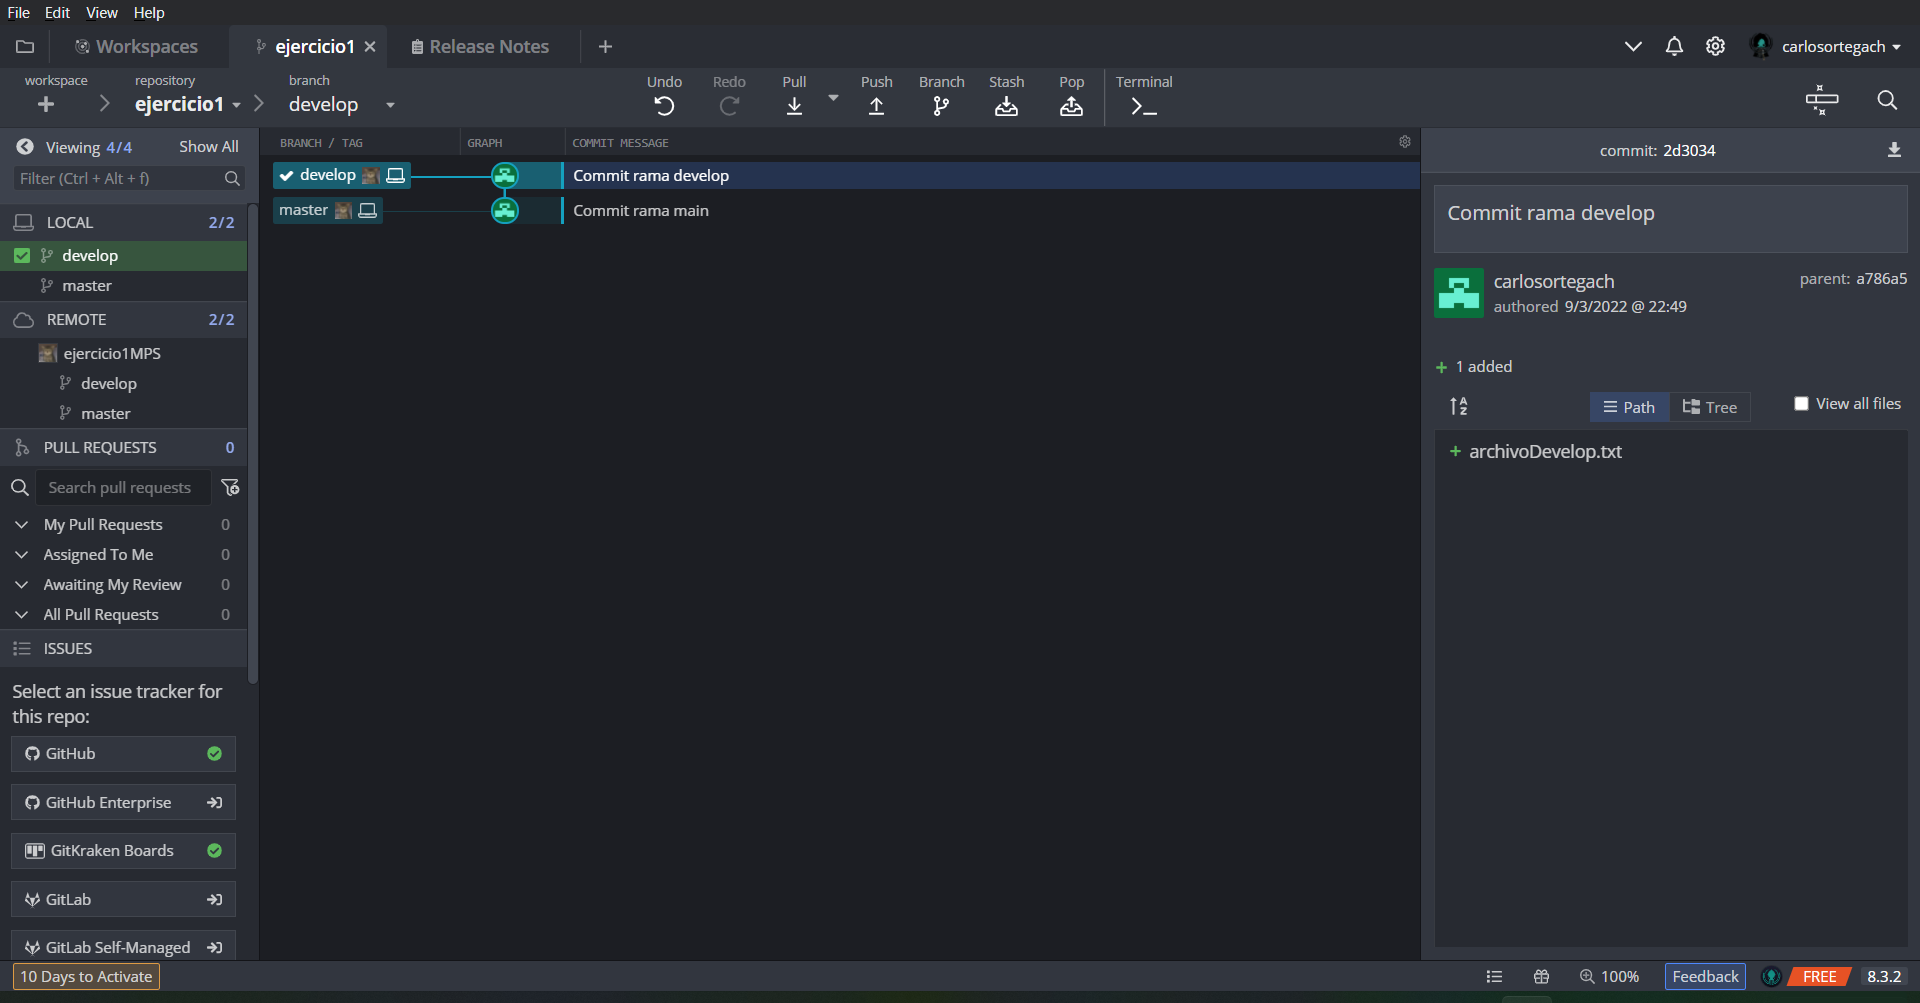 File Edit View Help
Workspaces ejercicio1 Release Notes carlosortegach
workspace repository branch
ejercicio1 develop
Undo Redo Pull Push Branch Stash Pop Terminal
Viewing 4/4 Show All
Filter (Ctrl + Alt + f)
LOCAL 2/2
develop
master
REMOTE 2/2
ejercicio1MPS
develop
master
PULL REQUESTS 0
Search pull requests
My Pull Requests 0
Assigned To Me 0
Awaiting My Review 0
All Pull Requests 0
ISSUES
Select an issue tracker for
this repo:
GitHub
GitHub Enterprise
GitKraken Boards
GitLab
GitLab Self-Managed
BRANCH / TAG GRAPH COMMIT MESSAGE
develop Commit rama develop
master Commit rama main
commit: 2d3034
Commit rama develop
carlosortegach parent: a786a5
authored 9/3/2022 @ 22:49
1 added
Path Tree View all files
archivoDevelop.txt
10 Days to Activate 100% Feedback FREE 8.3.2